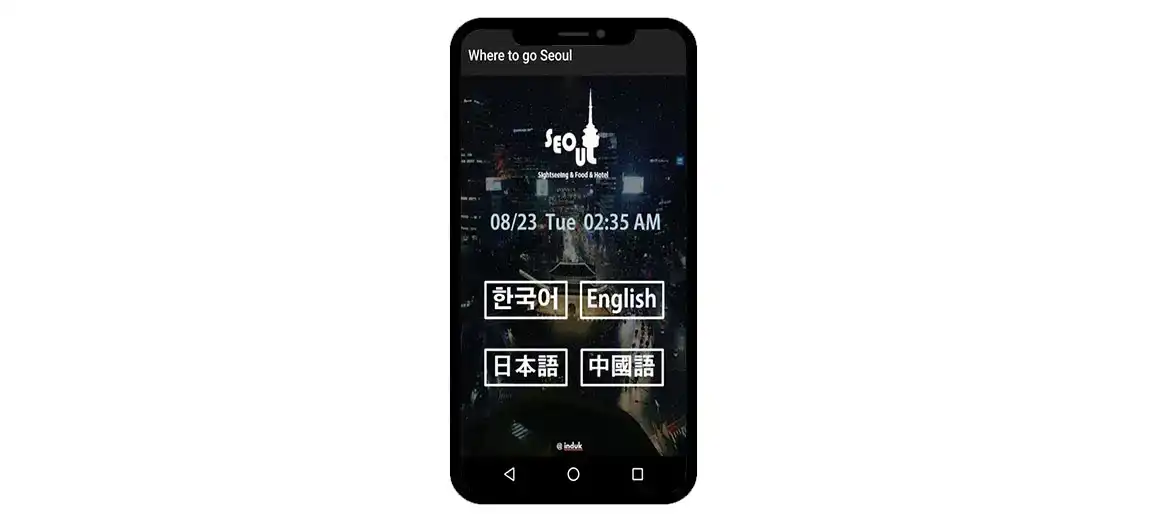 Where to go Seoul
SEOUL
Sightseeing & Food & Hotel
08/23 Tue 02:35 AM
한국어 English
日本語 中國語
@ induk